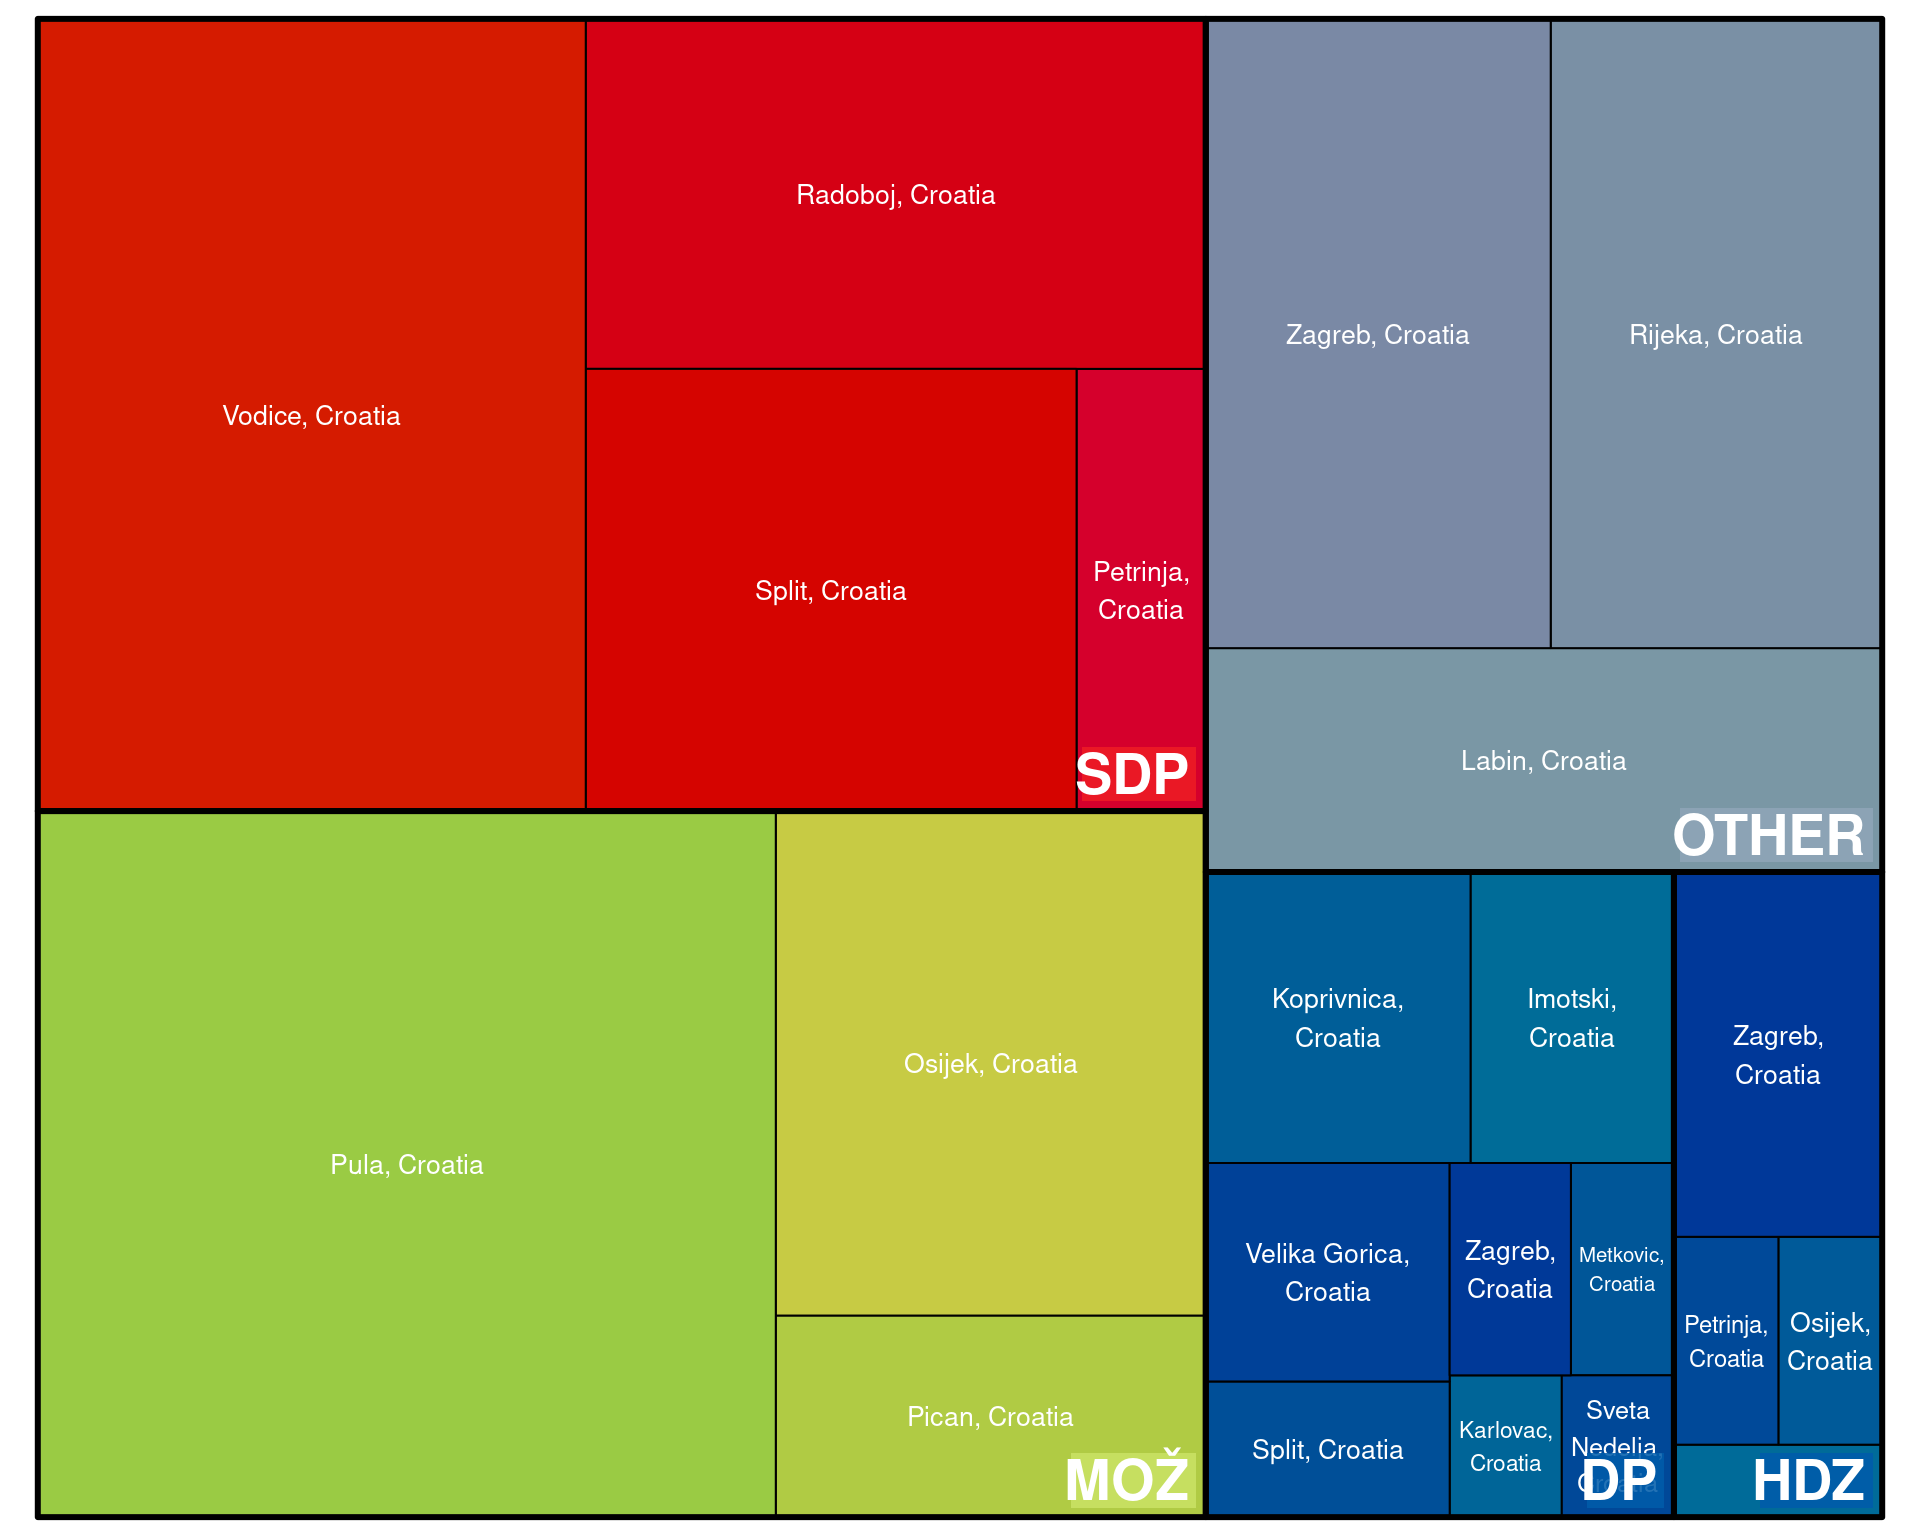 Vodice, Croatia
Radoboj, Croatia
Split, Croatia
Petrinja,
Croatia
SDP
Zagreb, Croatia
Rijeka, Croatia
Labin, Croatia
OTHER
Pula, Croatia
Osijek, Croatia
Pican, Croatia
MOŽ
Koprivnica,
Croatia
Imotski,
Croatia
Velika Gorica,
Croatia
Zagreb,
Croatia
Metkovic,
Croatia
Split, Croatia
Karlovac,
Croatia
Sveta
Nedelja,
Croatia
DP
Zagreb,
Croatia
Petrinja,
Croatia
Osijek,
Croatia
HDZ